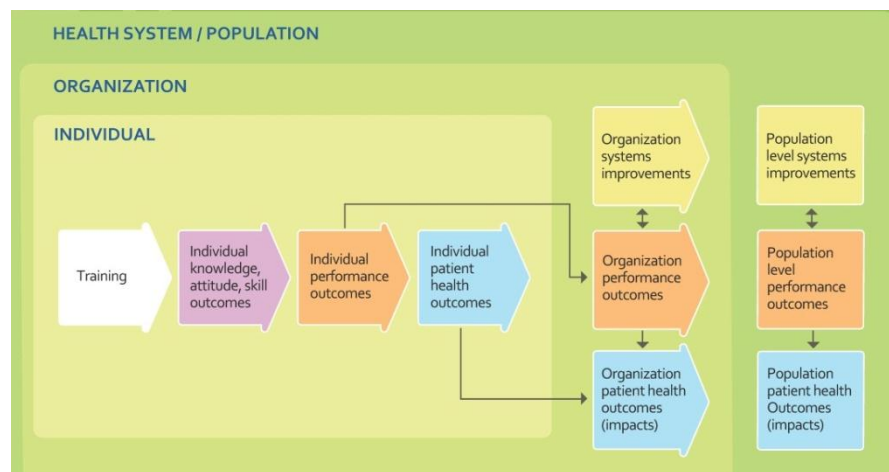 HEALTH SYSTEM / POPULATION
ORGANIZATION
INDIVIDUAL
Training
Individual
knowledge,
attitude, skill
outcomes
Individual
performance
outcomes
Individual
patient
health
outcomes
Organization
systems
improvements
Organization
performance
outcomes
Organization
patient health
outcomes
(impacts)
Population
level systems
improvements
Population
level
performance
outcomes
Population
patient health
Outcomes
(impacts)